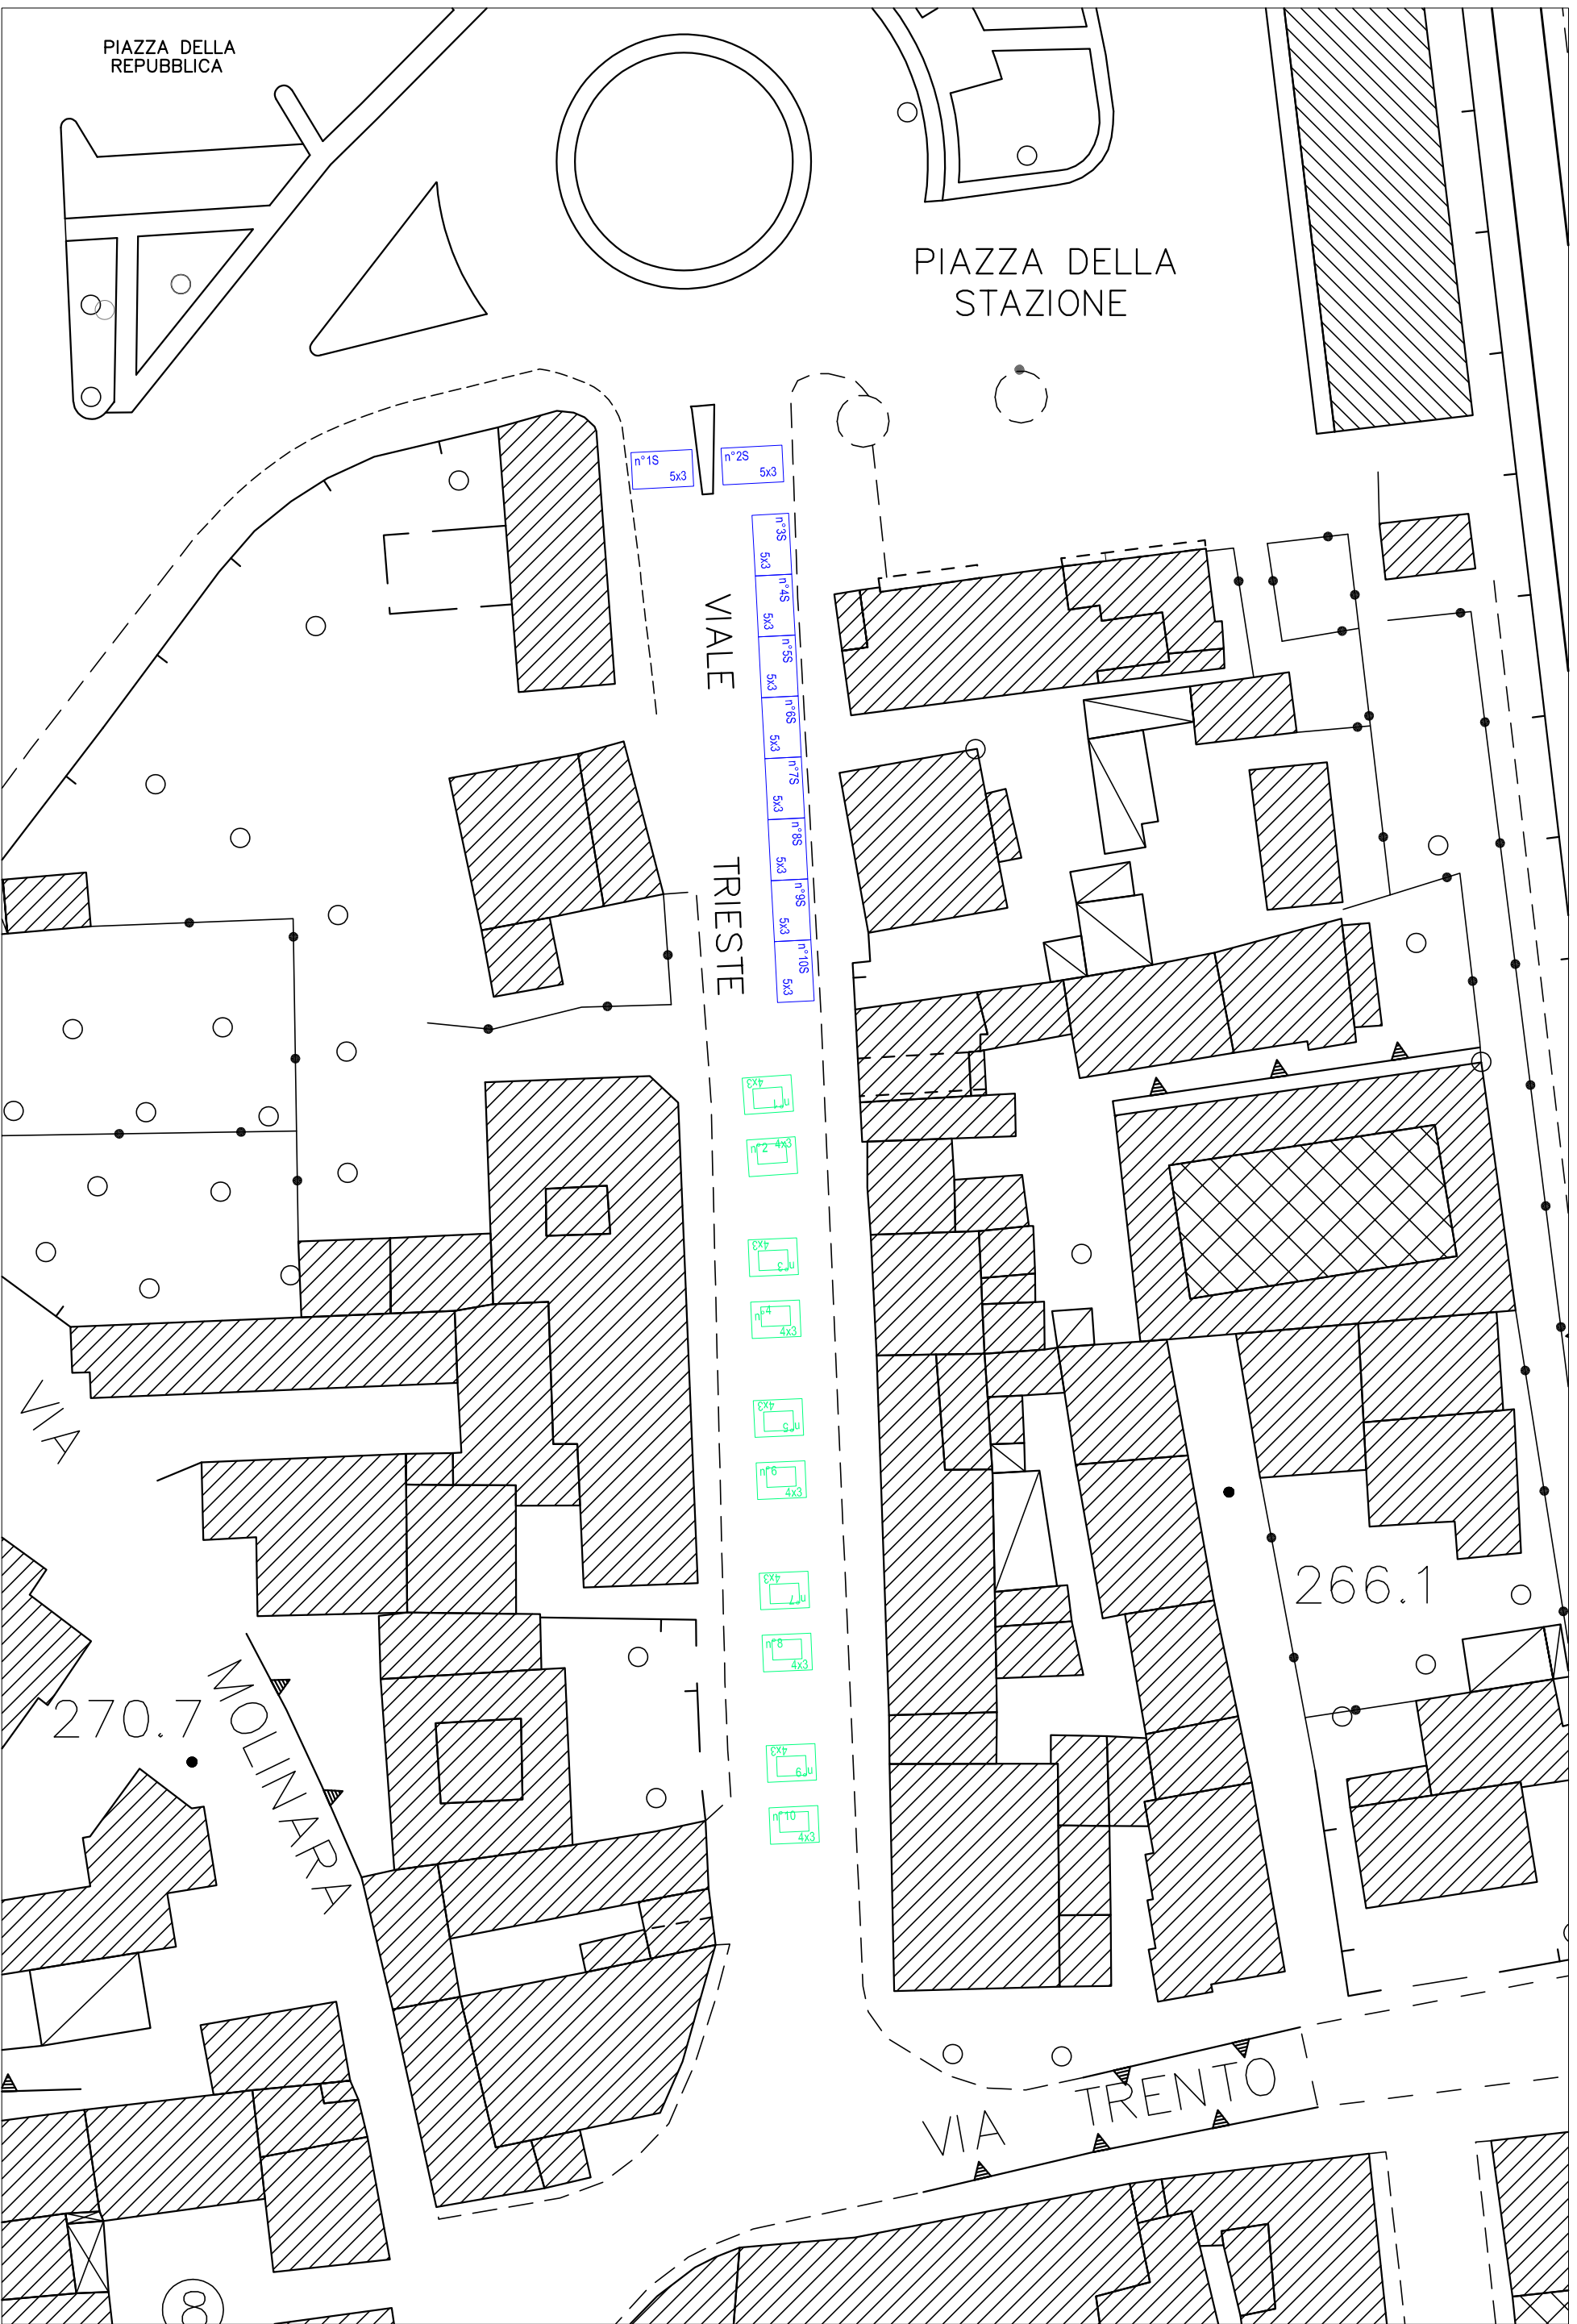 PIAZZA DELLA
REPUBBLICA
PIAZZA DELLA
STAZIONE
n°1S
5x3
n°2S
5x3
n°3S
5x3
n°4S
5x3
n°5S
5x3
n°6S
5x3
n°7S
5x3
n°8S
5x3
n°9S
5x3
n°10S
5x3
VIALE
TRIESTE
4x3
n°1
n°2
4x3
4x3
n°3
n°4
4x3
4x3
n°5
n°6
4x3
4x3
n°7
n°8
4x3
4x3
n°9
n°10
4x3
VIA
MOLINARA
266.1
270.7
VIA TRENTO
8